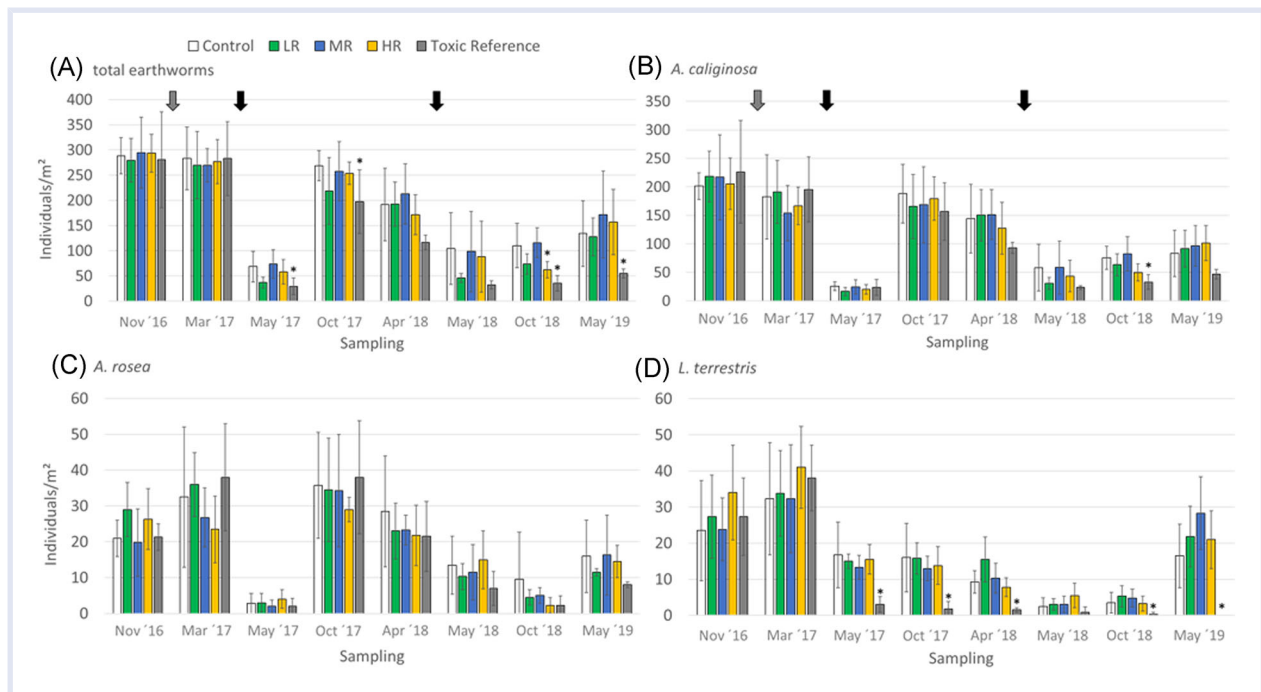 Control LR MR HR Toxic Reference
(A) total earthworms
400
350
300
250
200
150
100
50
0
Individuals/m²
* * * * *
Nov ´16 Mar ´17 May ´17 Oct ´17 Apr ´18 May ´18 Oct ´18 May ´19
Sampling
(B) A. caliginosa
350
300
250
200
150
100
50
0
*
Nov ´16 Mar ´17 May ´17 Oct ´17 Apr ´18 May ´18 Oct ´18 May ´19
Sampling
(C) A. rosea
60
50
40
30
20
10
0
Individuals/m²
Nov ´16 Mar ´17 May ´17 Oct ´17 Apr ´18 May ´18 Oct ´18 May ´19
Sampling
(D) L. terrestris
60
50
40
30
20
10
0
* * * * *
Nov ´16 Mar ´17 May ´17 Oct ´17 Apr ´18 May ´18 Oct ´18 May ´19
Sampling